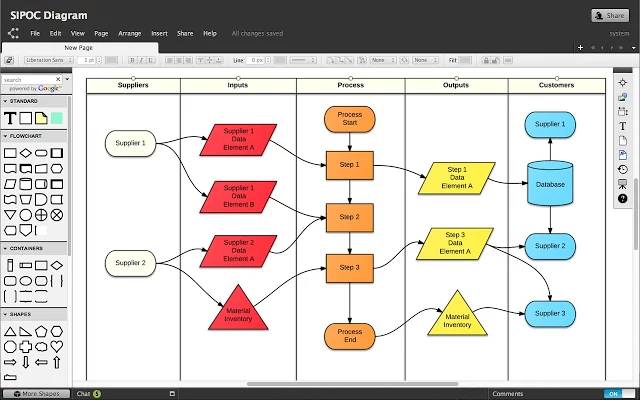 SIPOC Diagram
Share
File Edit View Page Arrange Insert Share Help All changes saved
system
New Page
Liberation Sans
Line: 0 px
None
None
Fill:
search
powered by Google
STANDARD
T
FLOWCHART
CONTAINERS
SHAPES
Suppliers Inputs Process Outputs Customers
Supplier 1
Supplier 2
Supplier 1
Data
Element A
Supplier 1
Data
Element B
Supplier 2
Data
Element A
Material
Inventory
Process
Start
Step 1
Step 2
Step 3
Process
End
Step 1
Data
Element A
Step 3
Data
Element A
Material
Inventory
Supplier 1
Database
Supplier 2
Supplier 3
T
More Shapes
Chat
Comments
ON